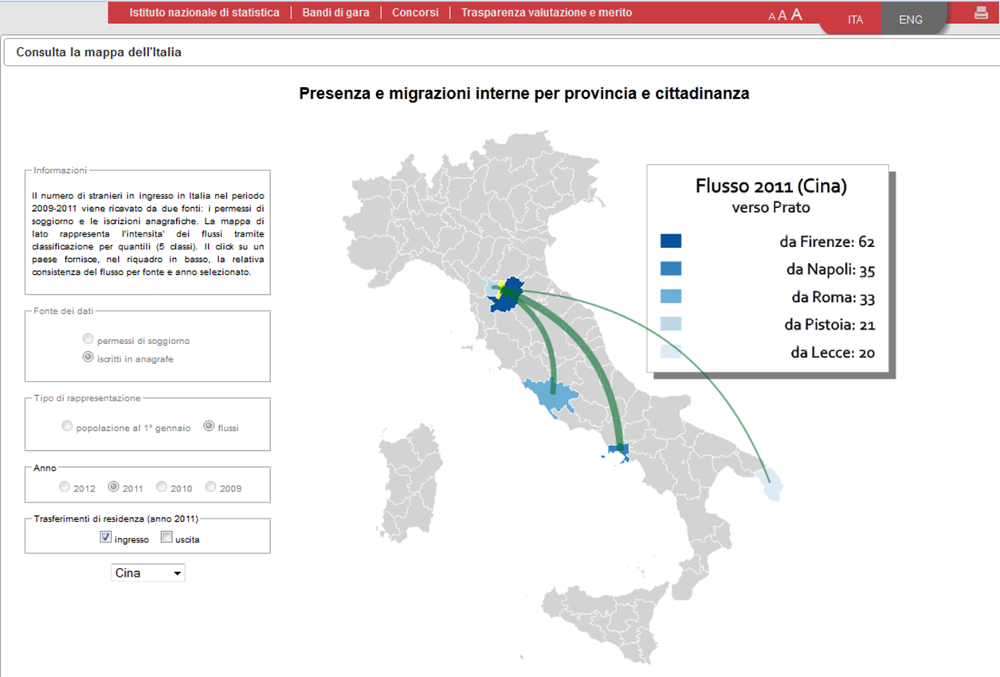 Istituto nazionale di statistica | Bandi di gara | Concorsi | Trasparenza valutazione e merito
A A A
ITA
ENG
Consulta la mappa dell'Italia
Presenza e migrazioni interne per provincia e cittadinanza
Informazioni
Il numero di stranieri in ingresso in Italia nel periodo
2009-2011 viene ricavato da due fonti: i permessi di
soggiorno e le iscrizioni anagrafiche. La mappa di
lato rappresenta l'intensita' dei flussi tramite
classificazione per quantili (5 classi). Il click su un
paese fornisce, nel riquadro in basso, la relativa
consistenza del flusso per fonte e anno selezionato.
Fonte dei dati
permessi di soggiorno
iscritti in anagrafe
Tipo di rappresentazione
popolazione al 1° gennaio
flussi
Anno
2012
2011
2010
2009
Trasferimenti di residenza (anno 2011)
ingresso
uscita
Cina
Flusso 2011 (Cina)
verso Prato
da Firenze: 62
da Napoli: 35
da Roma: 33
da Pistoia: 21
da Lecce: 20